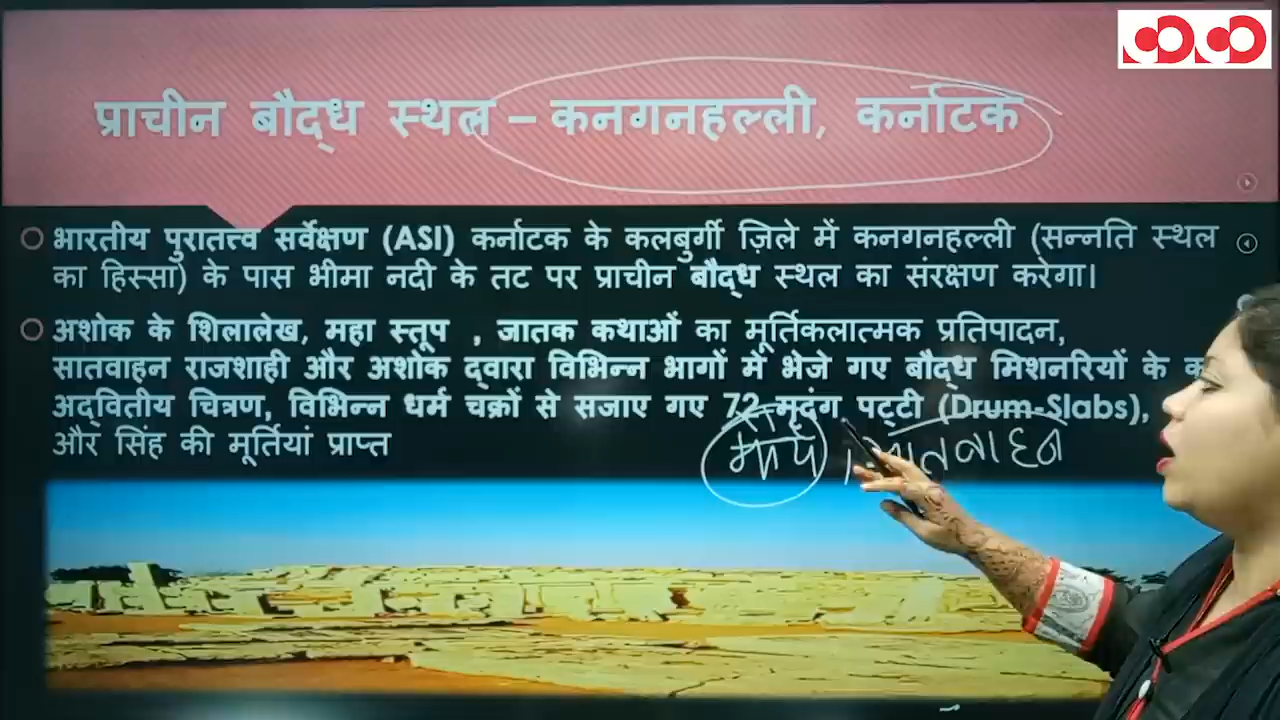 प्राचीन बौद्ध स्थल – कनगनहल्ली, कर्नाटक
भारतीय पुरातत्त्व सर्वेक्षण (ASI) कर्नाटक के कलबुर्गी ज़िले में कनगनहल्ली (सन्नति स्थल
का हिस्सा) के पास भीमा नदी के तट पर प्राचीन बौद्ध स्थल का संरक्षण करेगा।
अशोक के शिलालेख, महा स्तूप , जातक कथाओं का मूर्तिकलात्मक प्रतिपादन,
सातवाहन राजशाही और अशोक द्वारा विभिन्न भागों में भेजे गए बौद्ध मिशनरियों के
अद्वितीय चित्रण, विभिन्न धर्म चक्रों से सजाए गए 72 मृदंग पट्टी (Drum-Slabs),
और सिंह की मूर्तियां प्राप्त
सातवाहन